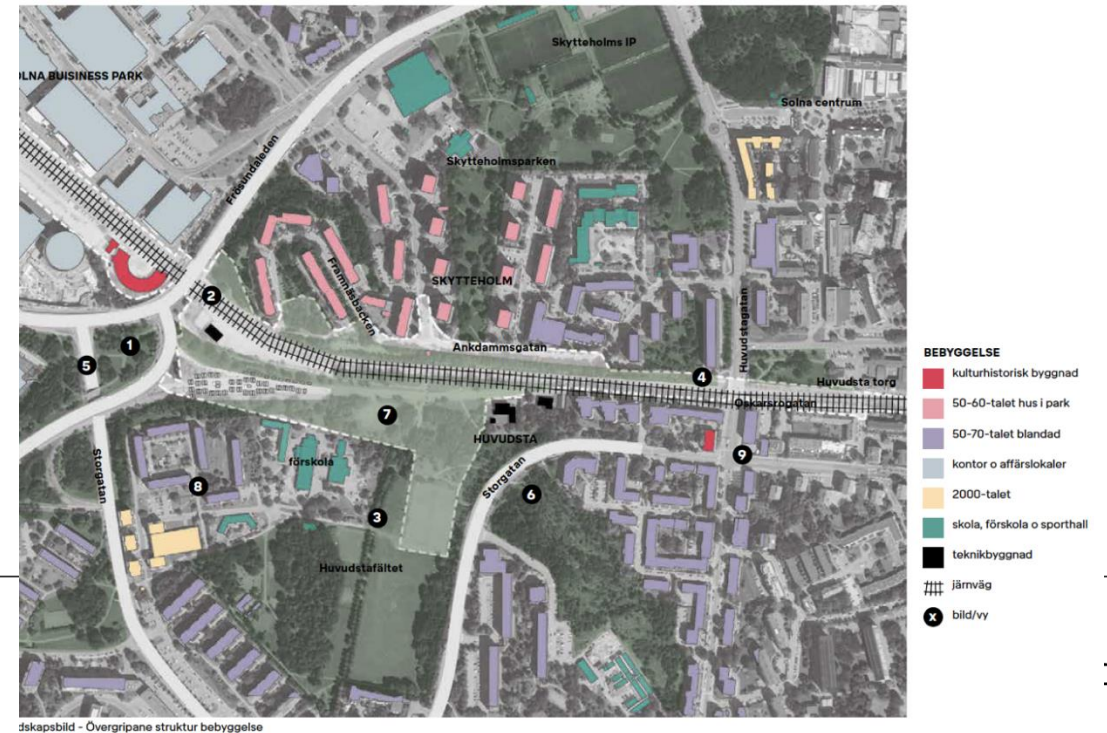 Skytteholms IP
OLNA BUISINESS PARK
Solna centrum
Skytteholmsparken
Frösundaleden
SKYTTEHOLM
Framnäsbacken
2
1
5
Ankdammsgatan
Huvudstagatan
4
Huvudsta torg
Oskarsrogatan
7
HUVUDSTA
9
förskola
Storgatan
Storgatan
8
6
3
Huvudstafältet
BEBYGGELSE
kulturhistorisk byggnad
50-60-talet hus i park
50-70-talet blandad
kontor o affärslokaler
2000-talet
skola, förskola o sporthall
teknikbyggnad
järnväg
x bild/vy
dskapsbild - Övergripane struktur bebyggelse